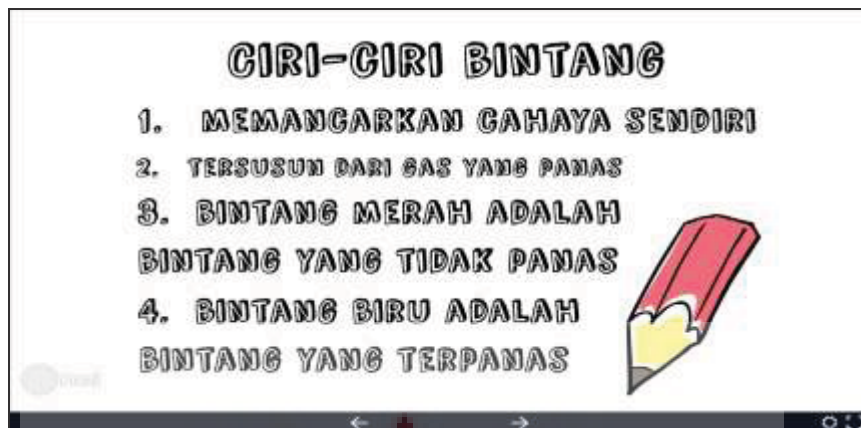 CIRI-CIRI BINTANG
1. MEMANCARKAN CAHAYA SENDIRI
2. TERSUSUN DARI GAS YANG PANAS
3. BINTANG MERAH ADALAH
BINTANG YANG TIDAK PANAS
4. BINTANG BIRU ADALAH
BINTANG YANG TERPANAS